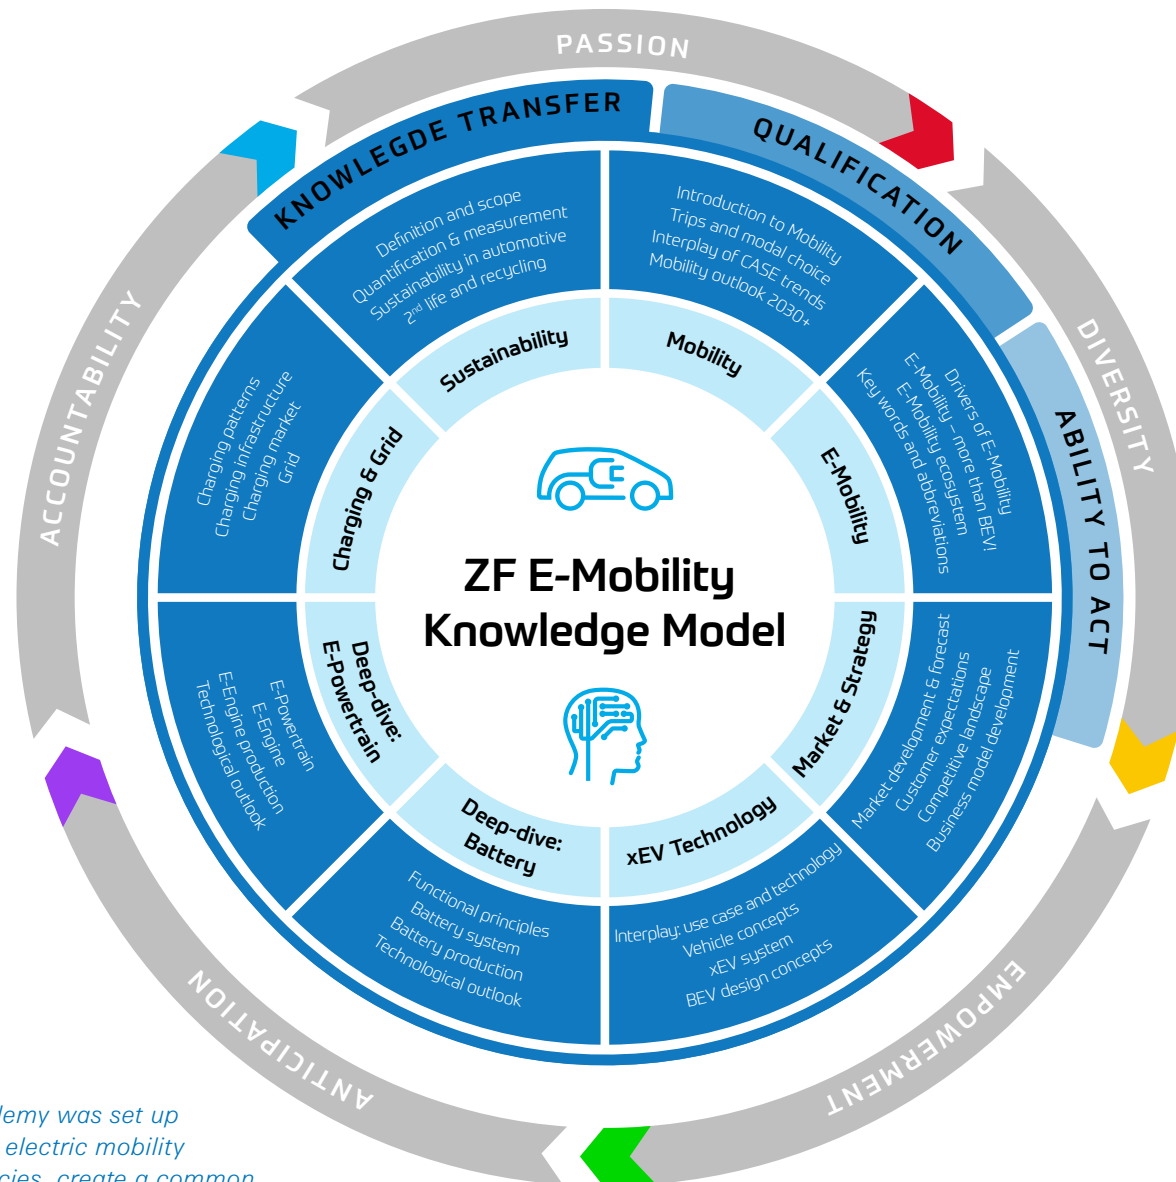 PASSION
KNOWLEGDE TRANSFER
QUALIFICATION
ABILITY TO ACT
DIVERSITY
EMPOWERMENT
ANTICIPATION
ACCOUNTABILITY
Definition and scope
Quantification & measurement
Sustainability in automotive
2nd life and recycling
Sustainability
Introduction to Mobility
Trips and modal choice
Interplay of CASE trends
Mobility outlook 2030+
Mobility
Drivers of E-Mobility
E-Mobility – more than BEV!
E-Mobility ecosystem
Key words and abbreviations
E-Mobility
Market development & forecast
Customer expectations
Competitive landscape
Business model development
Market & Strategy
Interplay: use case and technology
Vehicle concepts
xEV system
BEV design concepts
xEV Technology
Functional principles
Battery system
Battery production
Technological outlook
Deep-dive:
Battery
E-Powertrain
E-Engine
E-Engine production
Technological outlook
Deep-dive:
E-Powertrain
Charging patterns
Charging infrastructure
Charging market
Grid
Charging & Grid
ZF E-Mobility
Knowledge Model
demy was set up
electric mobility
cies, create a common